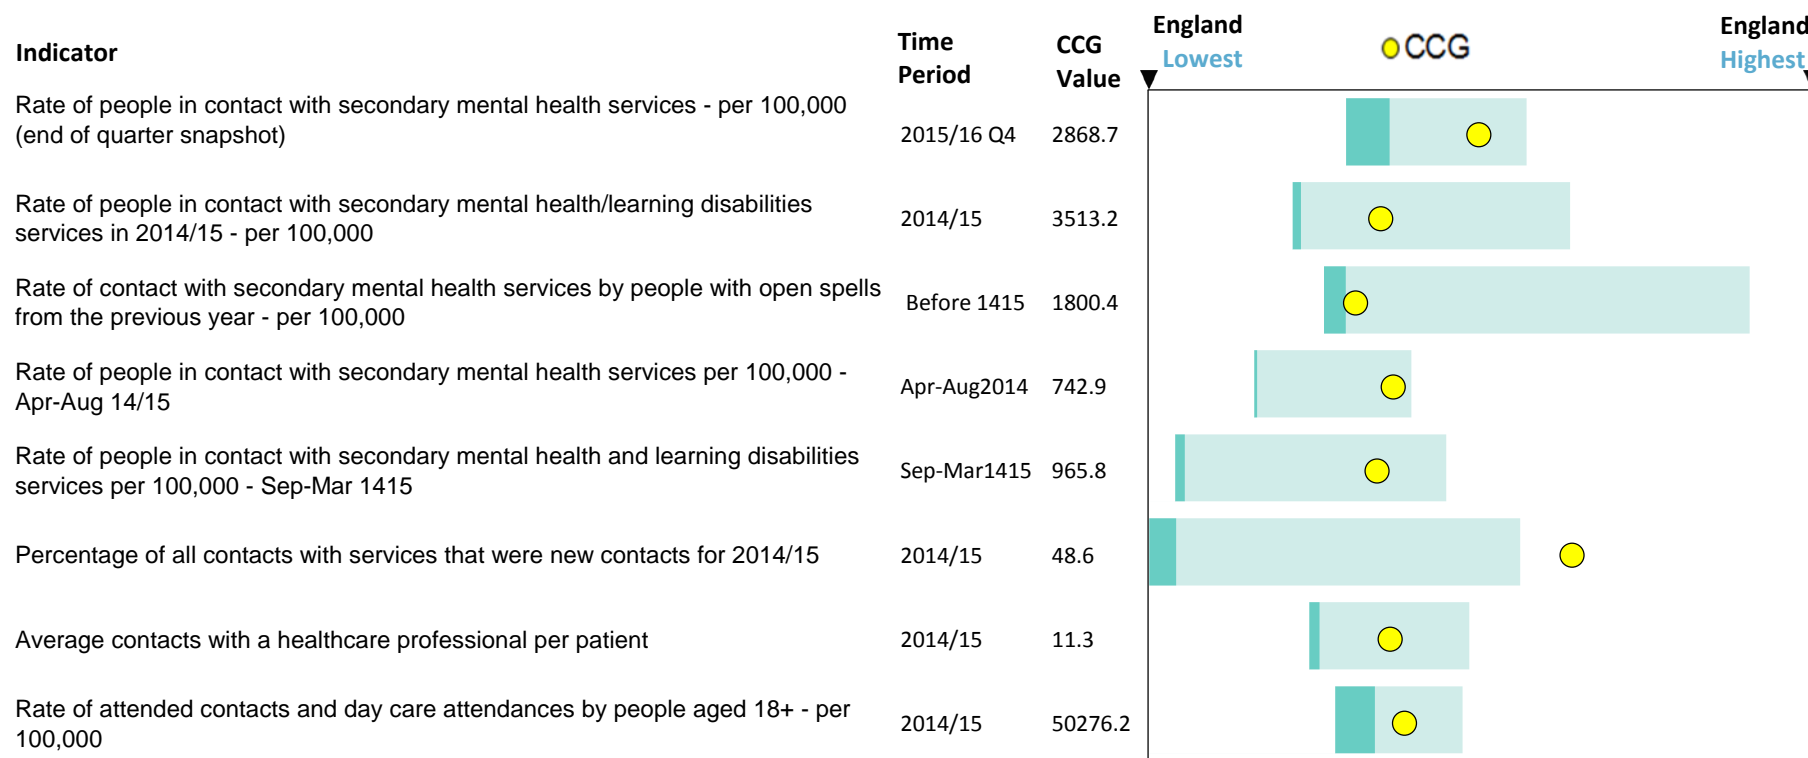 Indicator
Time Period
CCG Value
England Lowest
CCG
England Highest
Rate of people in contact with secondary mental health services - per 100,000
(end of quarter snapshot)
2015/16 Q4 2868.7
Rate of people in contact with secondary mental health/learning disabilities
services in 2014/15 - per 100,000
2014/15 3513.2
Rate of contact with secondary mental health services by people with open spells
from the previous year - per 100,000
Before 1415 1800.4
Rate of people in contact with secondary mental health services per 100,000 -
Apr-Aug 14/15
Apr-Aug2014 742.9
Rate of people in contact with secondary mental health and learning disabilities
services per 100,000 - Sep-Mar 1415
Sep-Mar1415 965.8
Percentage of all contacts with services that were new contacts for 2014/15 2014/15 48.6
Average contacts with a healthcare professional per patient 2014/15 11.3
Rate of attended contacts and day care attendances by people aged 18+ - per
100,000
2014/15 50276.2